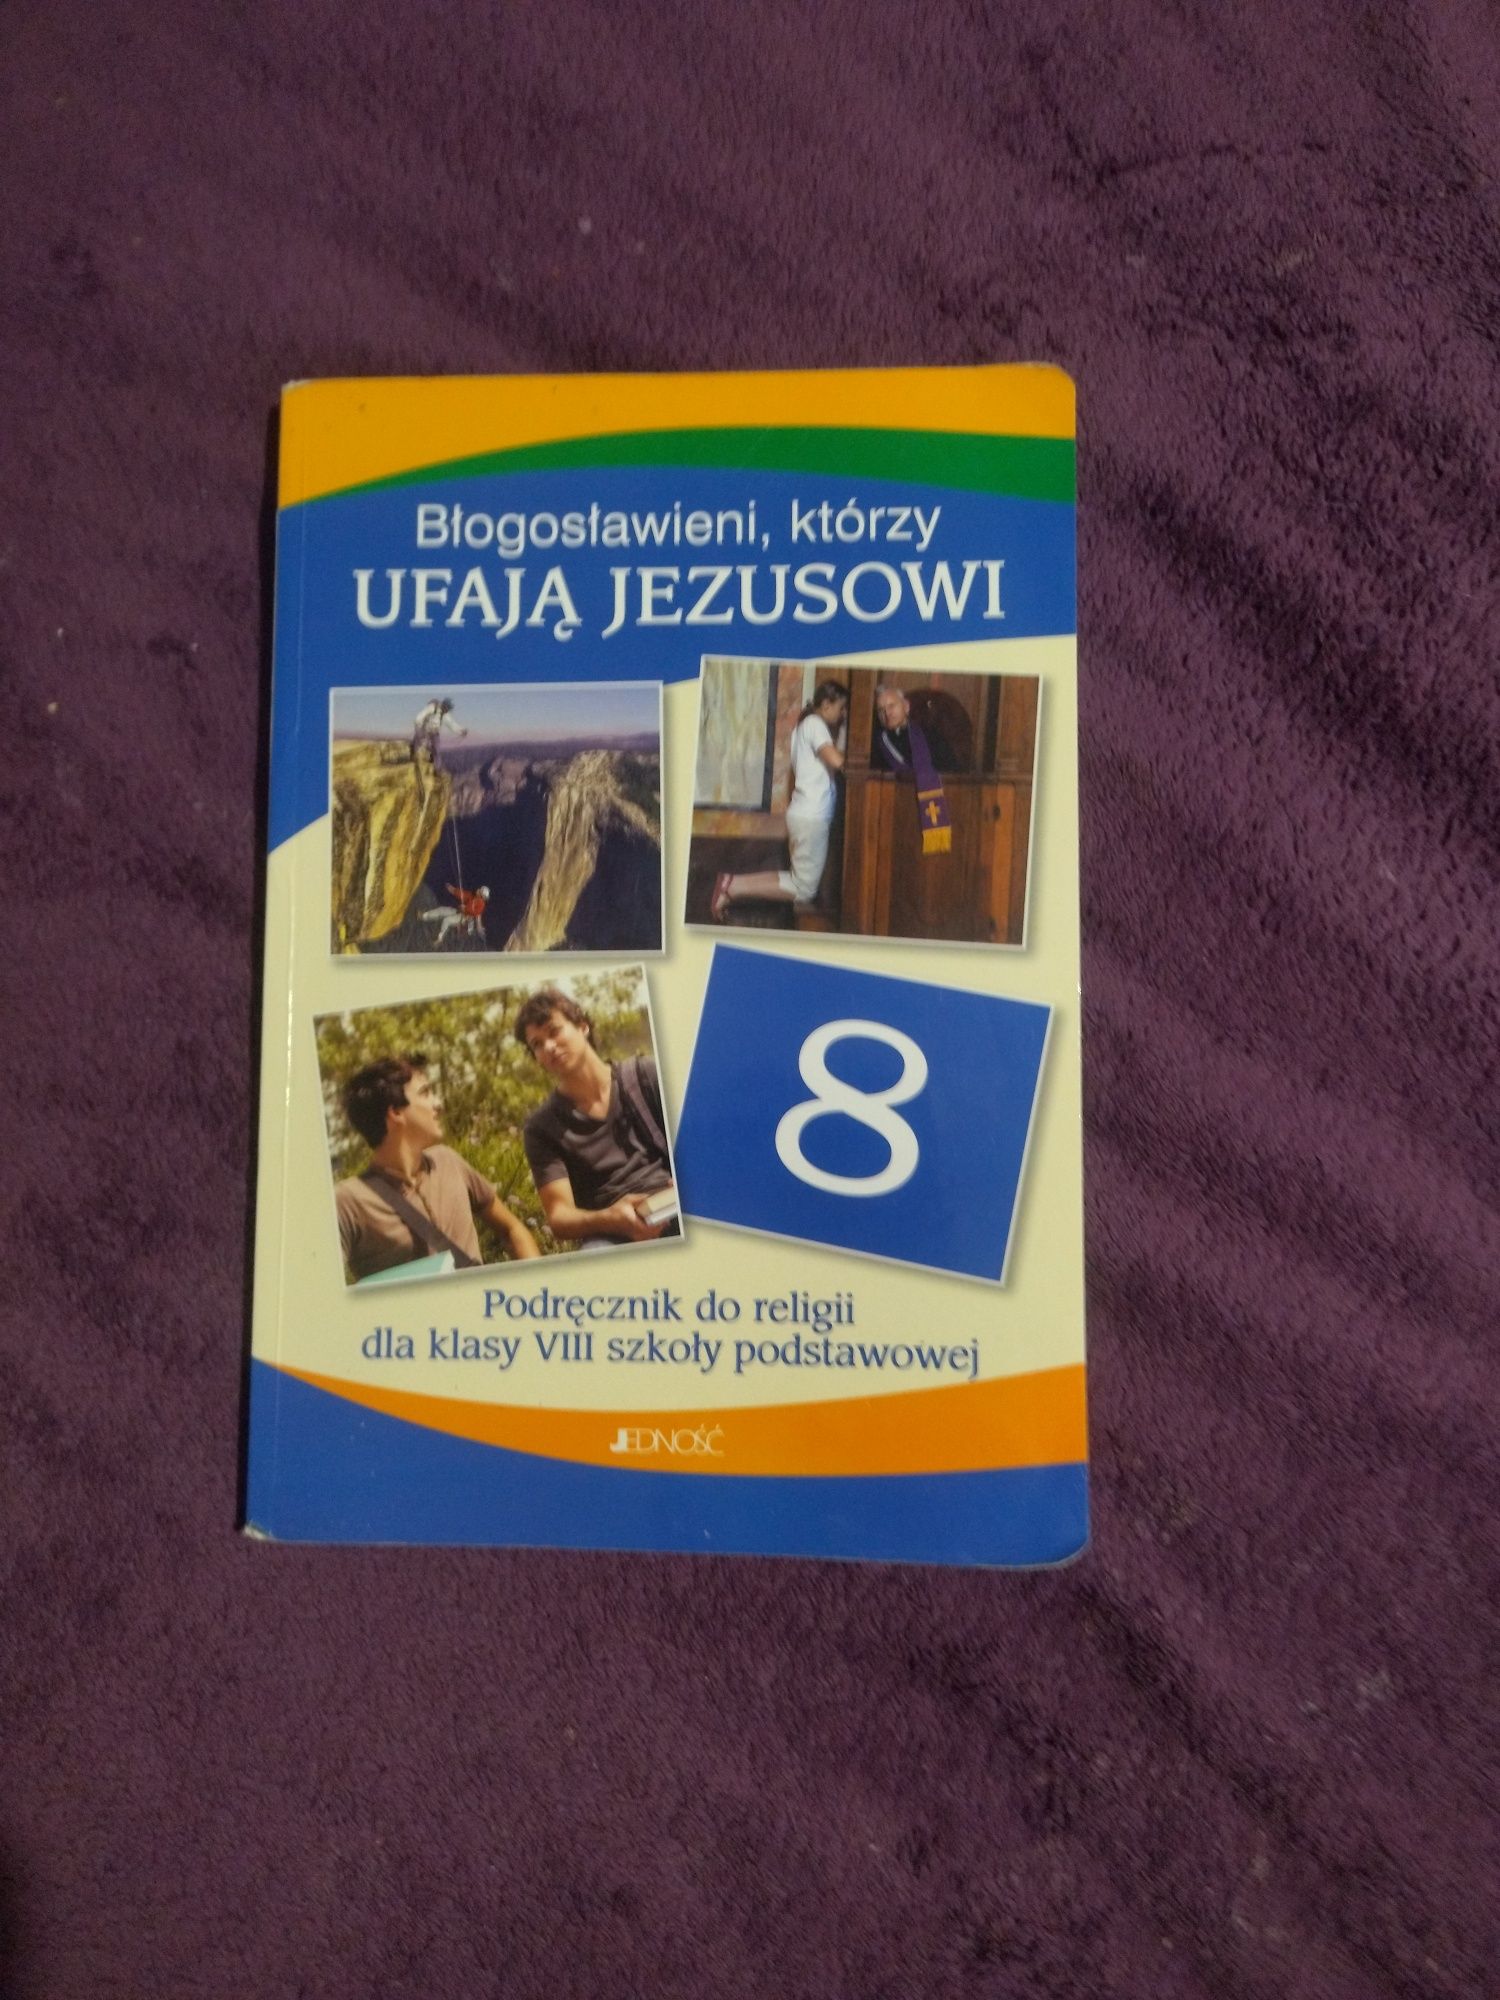 Błogosławieni, którzy
UFAJĄ JEZUSOWI
8
Podręcznik do religii
dla klasy VIII szkoły podstawowej
JEDNOŚĆ